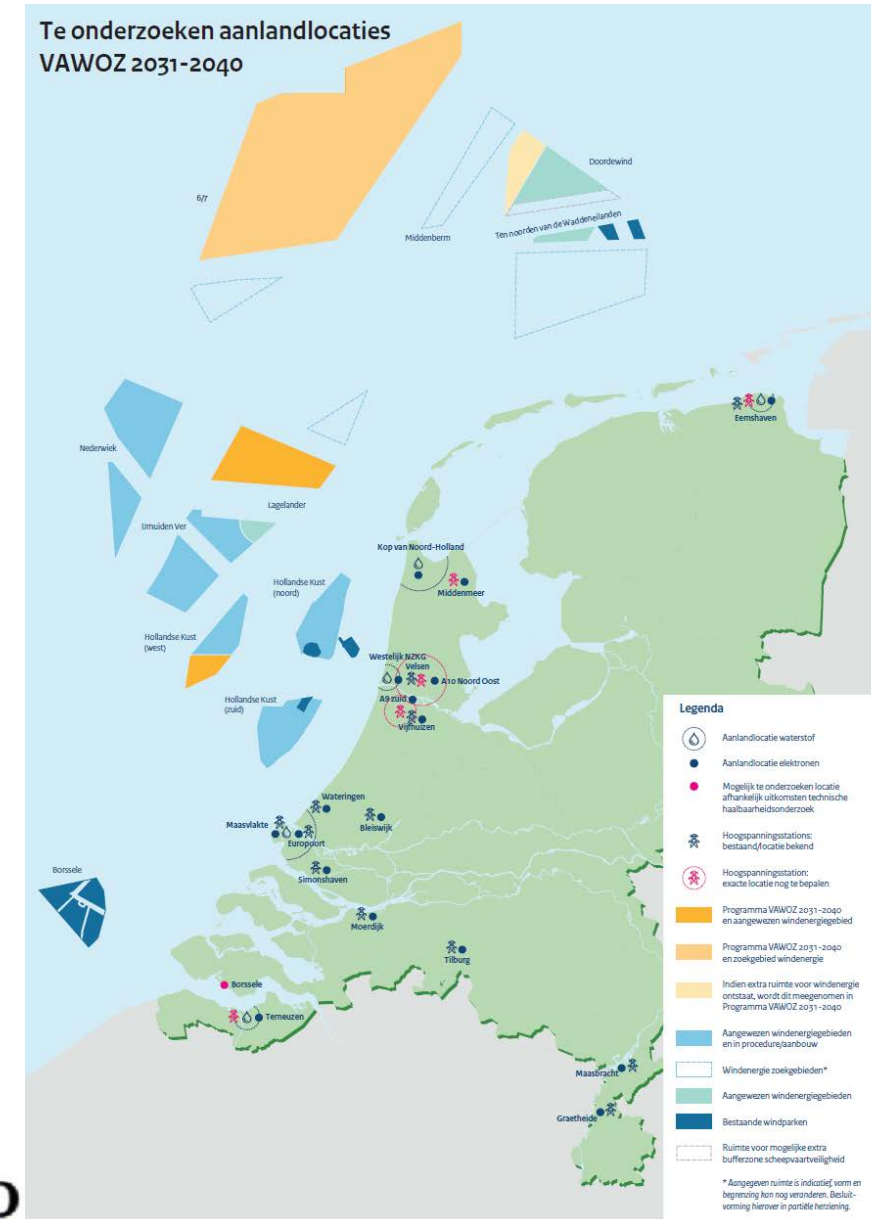 Te onderzoeken aanlandlocaties
VAWOZ 2031-2040
6/7
Middenberm
Doordewind
Ten noorden van de Waddeneilanden
Eemshaven
Nederwiek
Lagelander
IJmuiden Ver
Kop van Noord-Holland
Hollandse Kust
(noord)
Middenmeer
Hollandse Kust
(west)
Westelijk NZKG
Velsen
A10 Noord Oost
Hollandse Kust
(zuid)
A9 zuid
Vijfhuizen
Wateringen
Maasvlakte
Bleiswijk
Europoort
Simonshaven
Borssele
Moerdijk
Tilburg
Borssele
Terneuzen
Maasbracht
Graetheide
Legenda
Aanlandlocatie waterstof
Aanlandlocatie elektronen
Mogelijk te onderzoeken locatie
afhankelijk uitkomsten technische
haalbaarheidsonderzoek
Hoogspanningsstations:
bestaand/locatie bekend
Hoogspanningsstation:
exacte locatie nog te bepalen
Programma VAWOZ 2031-2040
en aangewezen windenergiegebied
Programma VAWOZ 2031-2040
en zoekgebied windenergie
Indien extra ruimte voor windenergie
ontstaat, wordt dit meegenomen in
Programma VAWOZ 2031-2040
Aangewezen windenergiegebieden
en in procedure/aanbouw
Windenergie zoekgebieden*
Aangewezen windenergiegebieden
Bestaande windparken
Ruimte voor mogelijke extra
bufferzone scheepvaartveiligheid
* Aangegeven ruimte is indicatief, vorm en
begrenzing kan nog veranderen. Besluit-
vorming hierover in partiële herziening.